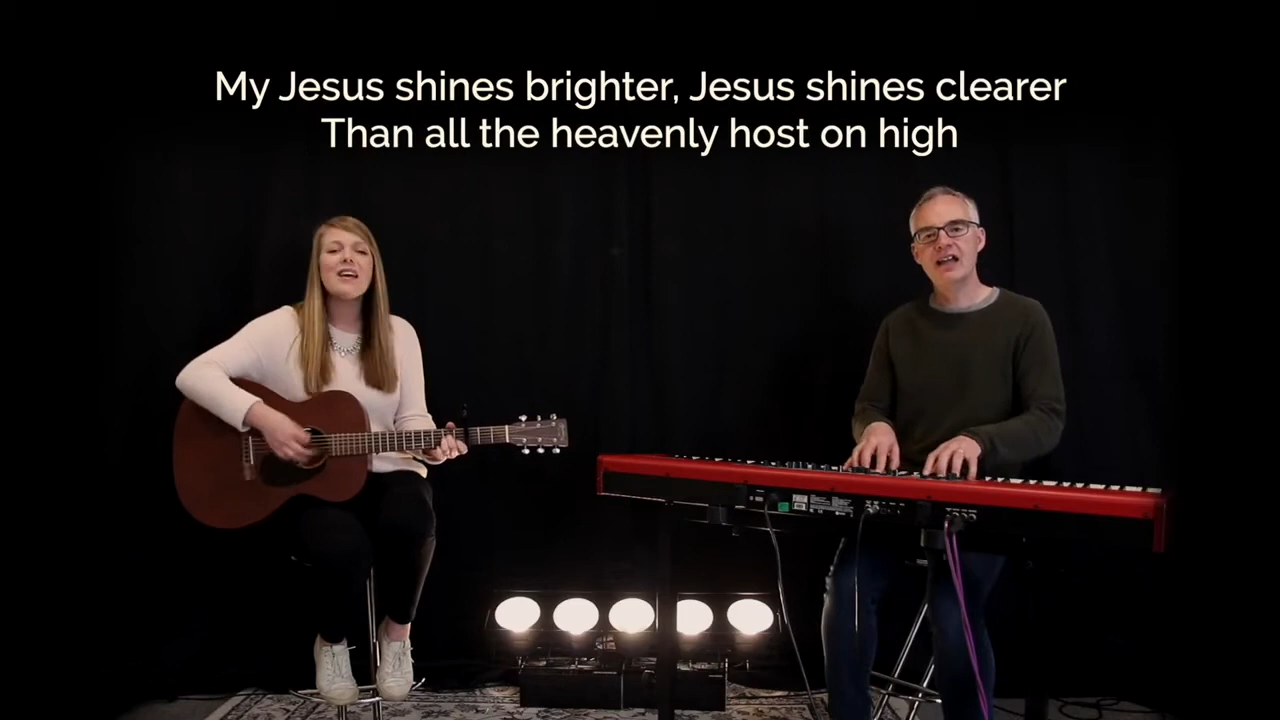 My Jesus shines brighter, Jesus shines clearer
Than all the heavenly host on high